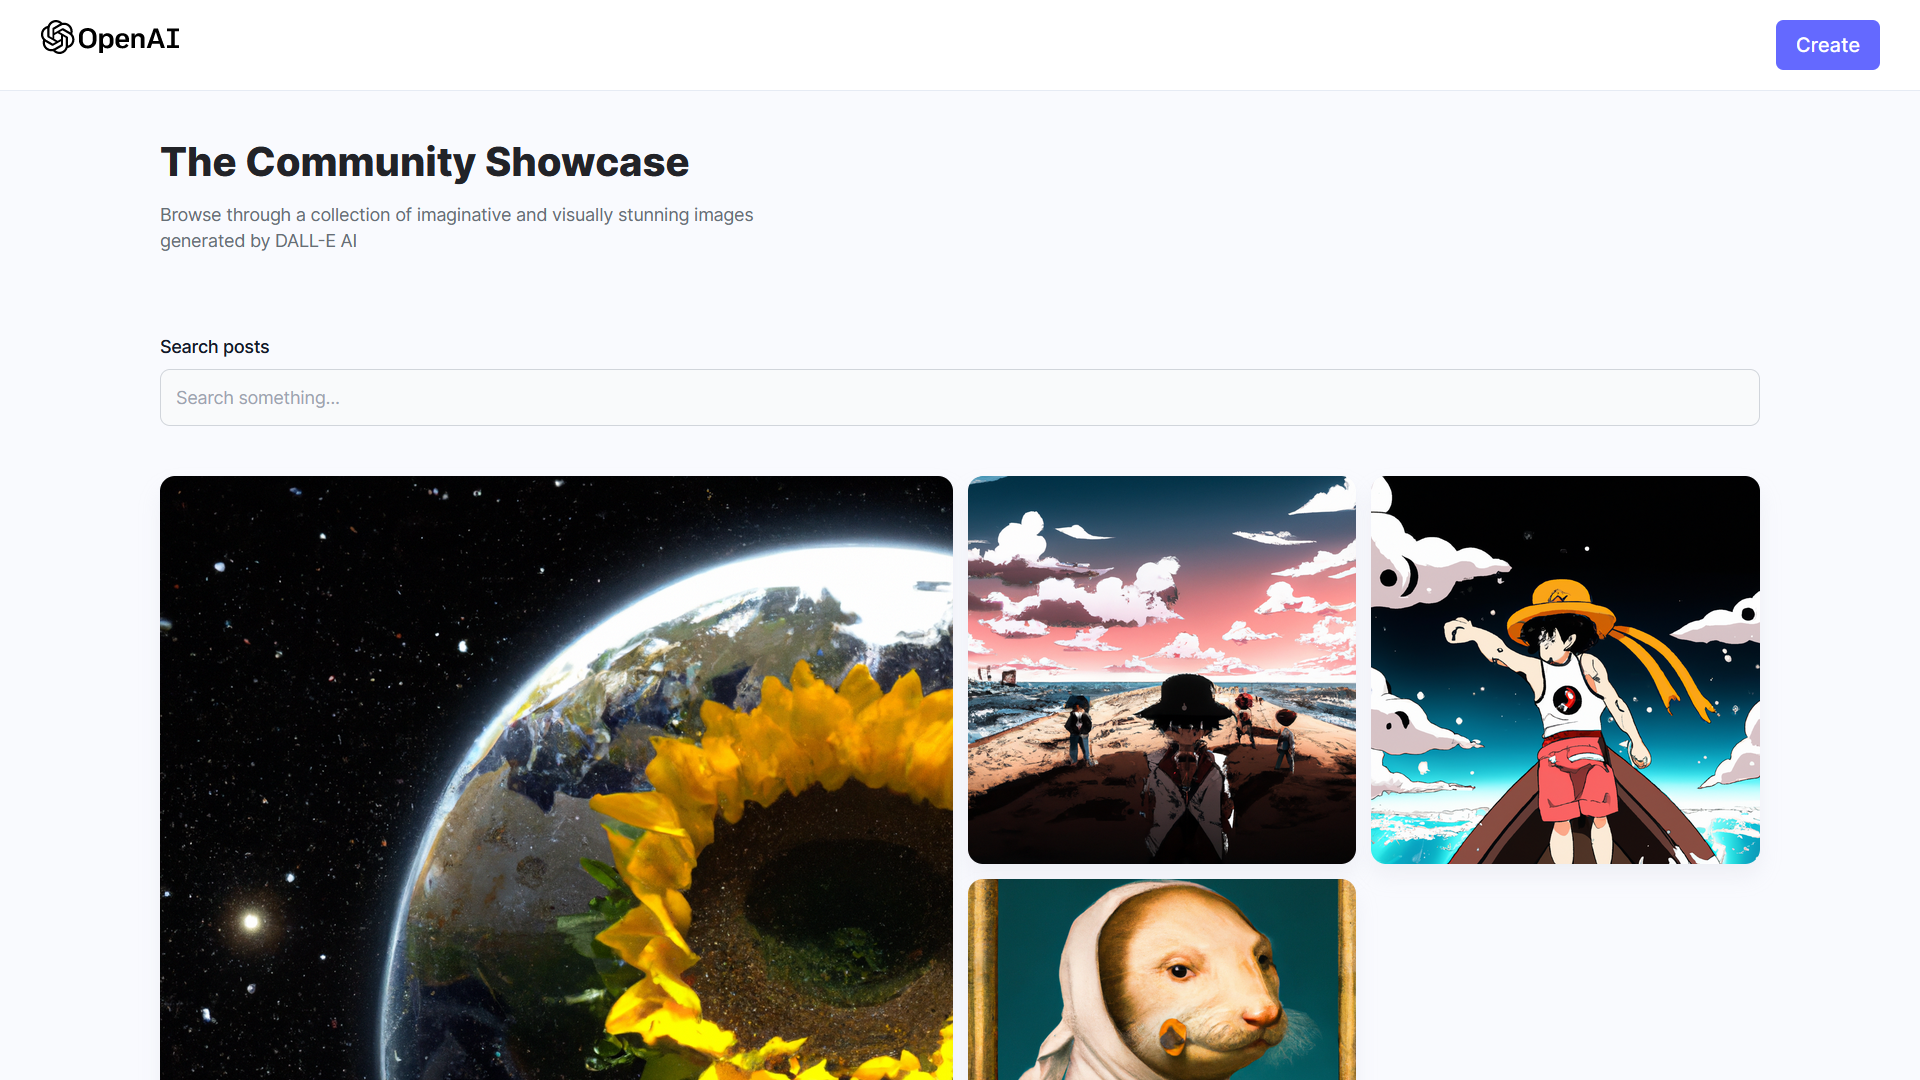 OpenAI
Create
The Community Showcase
Browse through a collection of imaginative and visually stunning images
generated by DALL-E AI
Search posts
Search something...